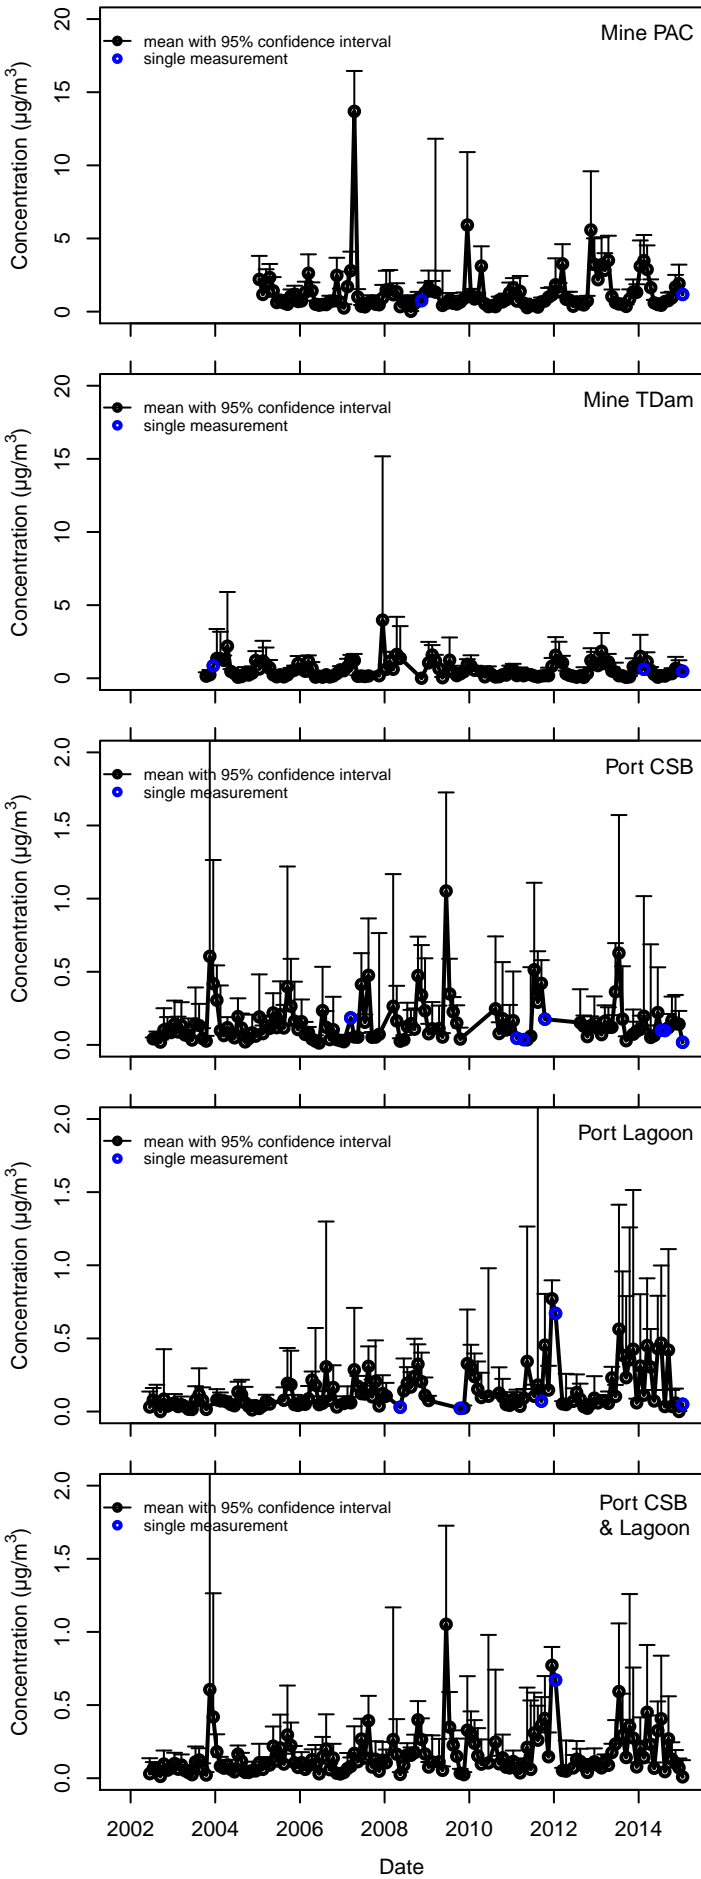 Mine PAC
mean with 95% confidence interval
single measurement
Concentration (µg/m³)
20
15
10
5
0
Mine TDam
mean with 95% confidence interval
single measurement
Concentration (µg/m³)
20
15
10
5
0
Port CSB
mean with 95% confidence interval
single measurement
Concentration (µg/m³)
2.0
1.5
1.0
0.5
0.0
Port Lagoon
mean with 95% confidence interval
single measurement
Concentration (µg/m³)
2.0
1.5
1.0
0.5
0.0
Port CSB
& Lagoon
mean with 95% confidence interval
single measurement
Concentration (µg/m³)
2.0
1.5
1.0
0.5
0.0
2002 2004 2006 2008 2010 2012 2014
Date